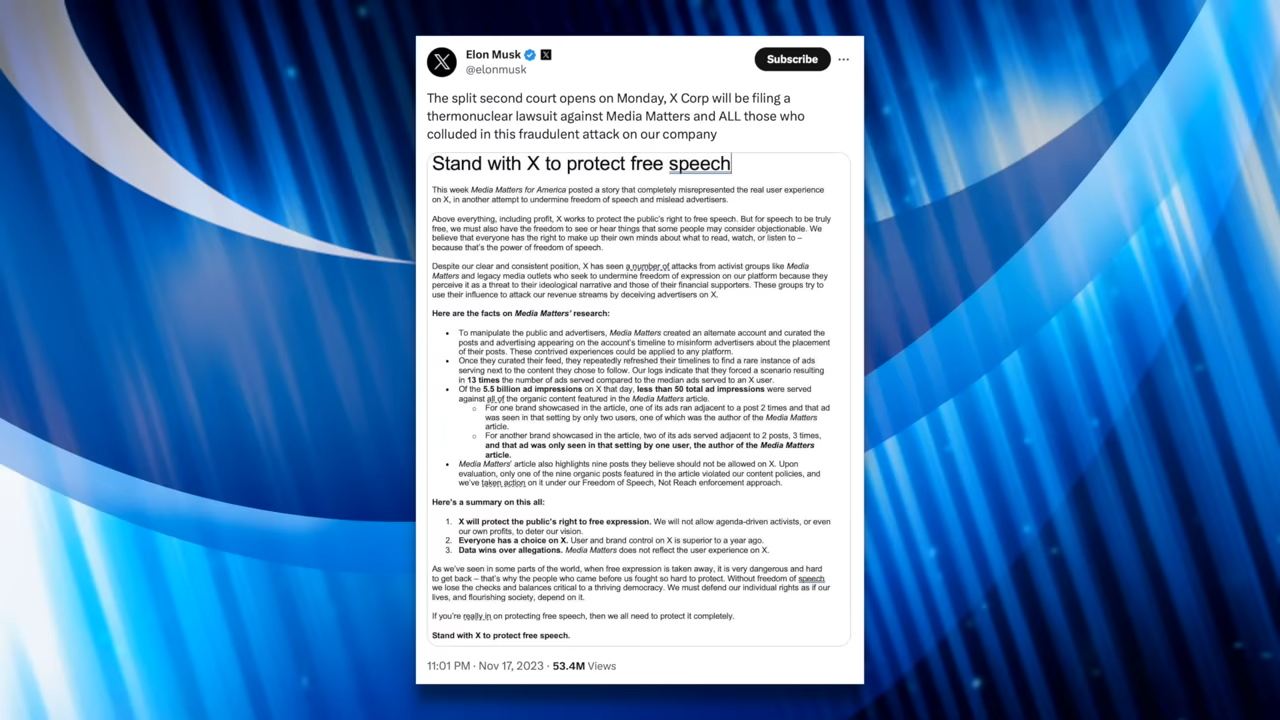 Elon Musk
@elonmusk
Subscribe
The split second court opens on Monday, X Corp will be filing a
thermonuclear lawsuit against Media Matters and ALL those who
colluded in this fraudulent attack on our company
Stand with X to protect free speech
This week Media Matters for America posted a story that completely misrepresented the real user experience
on X, in another attempt to undermine freedom of speech and mislead advertisers.
Above everything, including profit, X works to protect the public's right to free speech. But for speech to be truly
free, we must also have the freedom to see or hear things that some people may consider objectionable. We
believe that everyone has the right to make up their own minds about what to read, watch, or listen to –
because that's the power of freedom of speech.
Despite our clear and consistent position, X has seen a number of attacks from activist groups like Media
Matters and legacy media outlets who seek to undermine freedom of expression on our platform because they
perceive it as a threat to their ideological narrative and those of their financial supporters. These groups try to
use their influence to attack our revenue streams by deceiving advertisers on X.
Here are the facts on Media Matters' research:
• To manipulate the public and advertisers, Media Matters created an alternate account and curated the
posts and advertising appearing on the account's timeline to misinform advertisers about the placement
of their posts. These contrived experiences could be applied to any platform.
• Once they curated their feed, they repeatedly refreshed their timelines to find a rare instance of ads
serving next to the content they chose to follow. Our logs indicate that they forced a scenario resulting
in 13 times the number of ads served compared to the median ads served to an X user.
• Of the 5.5 billion ad impressions on X that day, less than 50 total ad impressions were served
against all of the organic content featured in the Media Matters article.
○ For one brand showcased in the article, one of its ads ran adjacent to a post 2 times and that ad
was seen in that setting by only two users, one of which was the author of the Media Matters
article.
○ For another brand showcased in the article, two of its ads served adjacent to 2 posts, 3 times,
and that ad was only seen in that setting by one user, the author of the Media Matters
article.
• Media Matters' article also highlights nine posts they believe should not be allowed on X. Upon
evaluation, only one of the nine organic posts featured in the article violated our content policies, and
we've taken action on it under our Freedom of Speech, Not Reach enforcement approach.
Here's a summary on this all:
1. X will protect the public's right to free expression. We will not allow agenda-driven activists, or even
our own profits, to deter our vision.
2. Everyone has a choice on X. User and brand control on X is superior to a year ago.
3. Data wins over allegations. Media Matters does not reflect the user experience on X.
As we've seen in some parts of the world, when free expression is taken away, it is very dangerous and hard
to get back – that's why the people who came before us fought so hard to protect. Without freedom of speech
we lose the checks and balances critical to a thriving democracy. We must defend our individual rights as if our
lives, and flourishing society, depend on it.
If you're really in on protecting free speech, then we all need to protect it completely.
Stand with X to protect free speech.
11:01 PM · Nov 17, 2023 · 53.4M Views